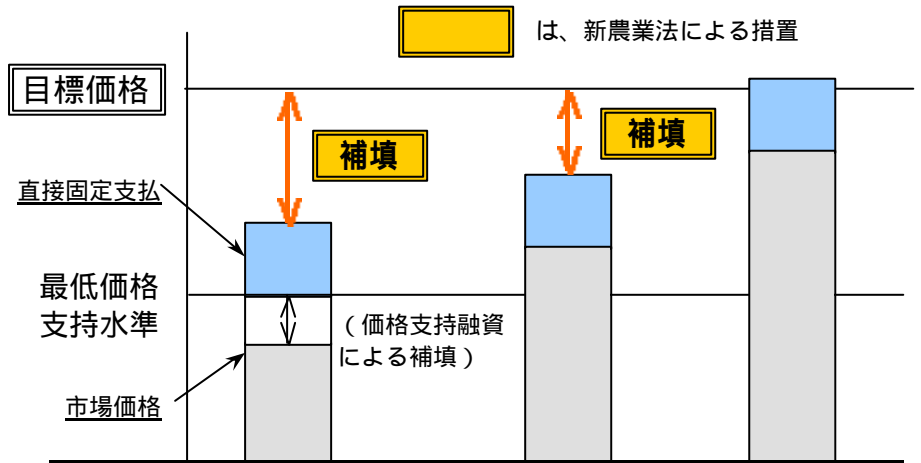 は、新農業法による措置
目標価格
補填
補填
直接固定支払
最低価格
支持水準
（価格支持融資
による補填）
市場価格